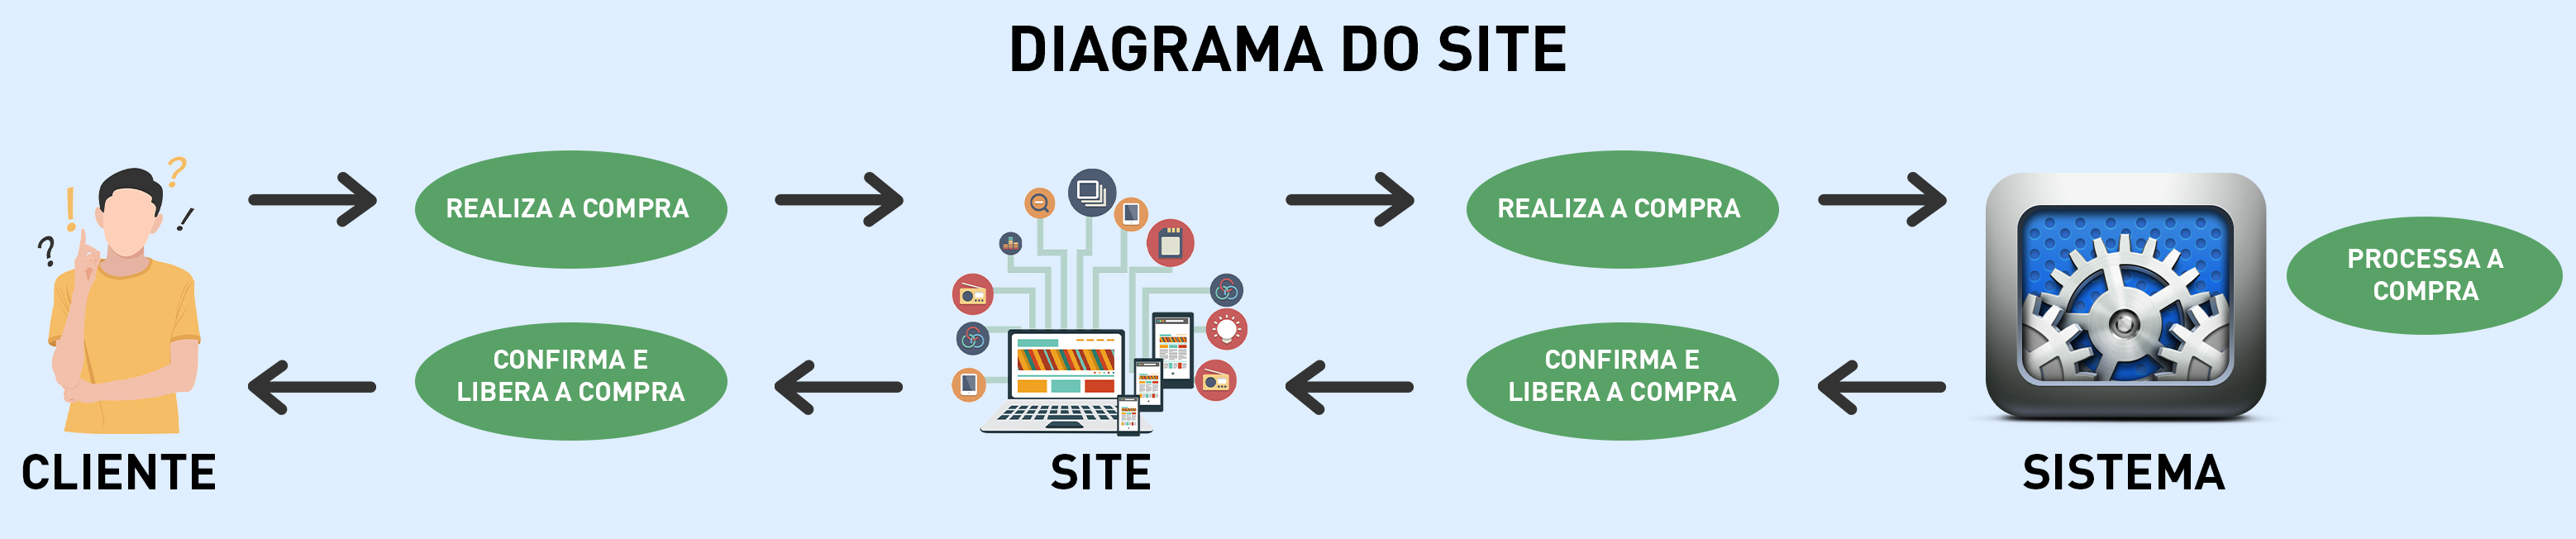 DIAGRAMA DO SITE
REALIZA A COMPRA
REALIZA A COMPRA
PROCESSA A
COMPRA
CONFIRMA E
LIBERA A COMPRA
CONFIRMA E
LIBERA A COMPRA
CLIENTE
SITE
SISTEMA